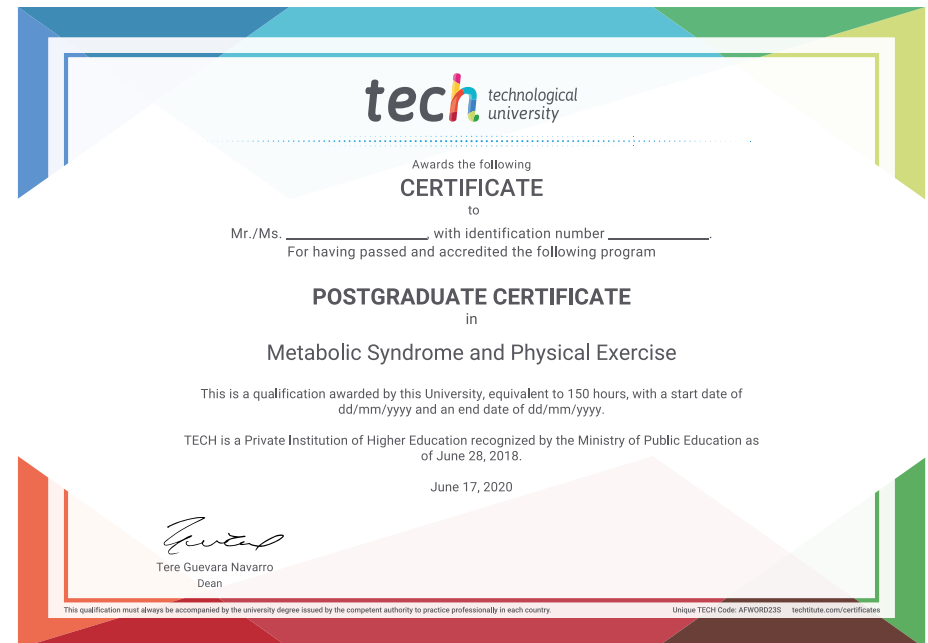 tech technological
university
Awards the following
CERTIFICATE
to
Mr./Ms. ____________________, with identification number ______________.
For having passed and accredited the following program
POSTGRADUATE CERTIFICATE
in
Metabolic Syndrome and Physical Exercise
This is a qualification awarded by this University, equivalent to 150 hours, with a start date of
dd/mm/yyyy and an end date of dd/mm/yyyy.
TECH is a Private Institution of Higher Education recognized by the Ministry of Public Education as
of June 28, 2018.
June 17, 2020
Tere Guevara Navarro
Dean
This qualification must always be accompanied by the university degree issued by the competent authority to practice professionally in each country. Unique TECH Code: AFWORD23S techtitute.com/certificates